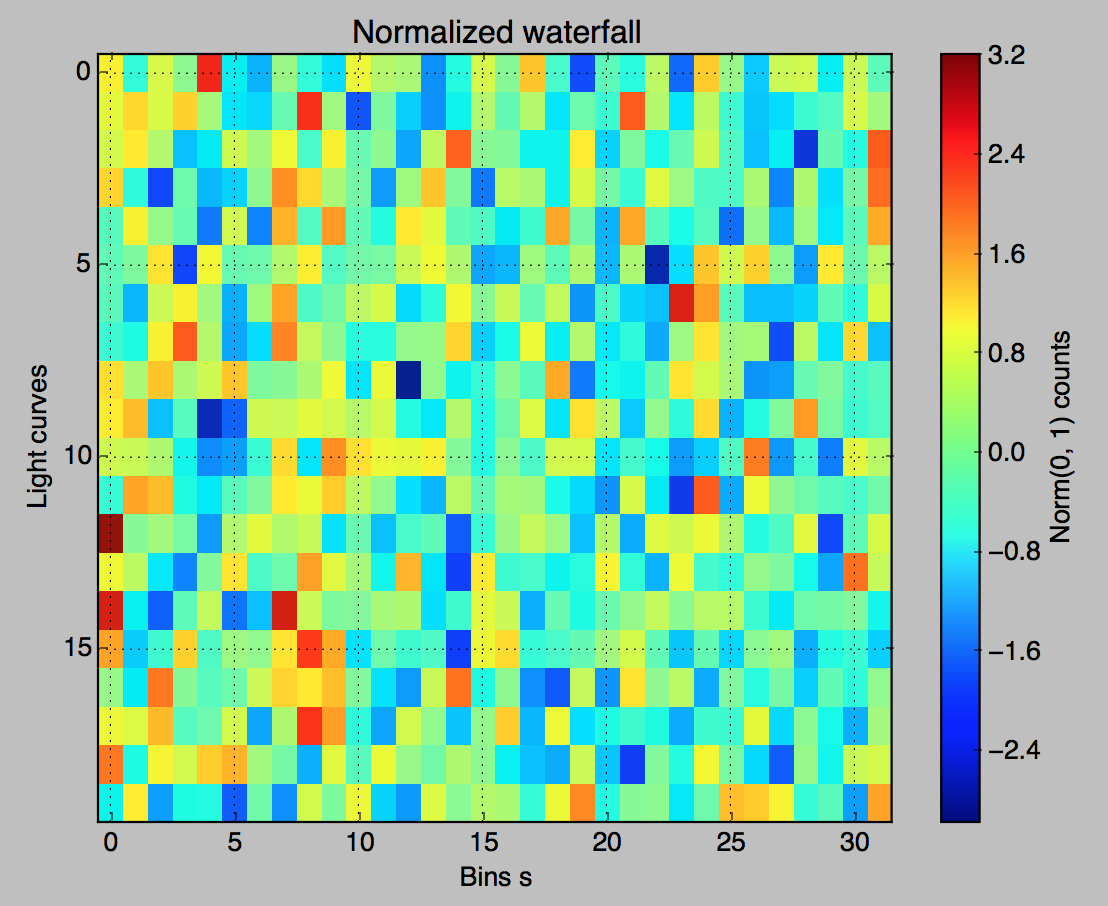 Normalized waterfall
0
5
10
15
Light curves
0 5 10 15 20 25 30
Bins s
3.2
2.4
1.6
0.8
0.0
−0.8
−1.6
−2.4
Norm(0, 1) counts